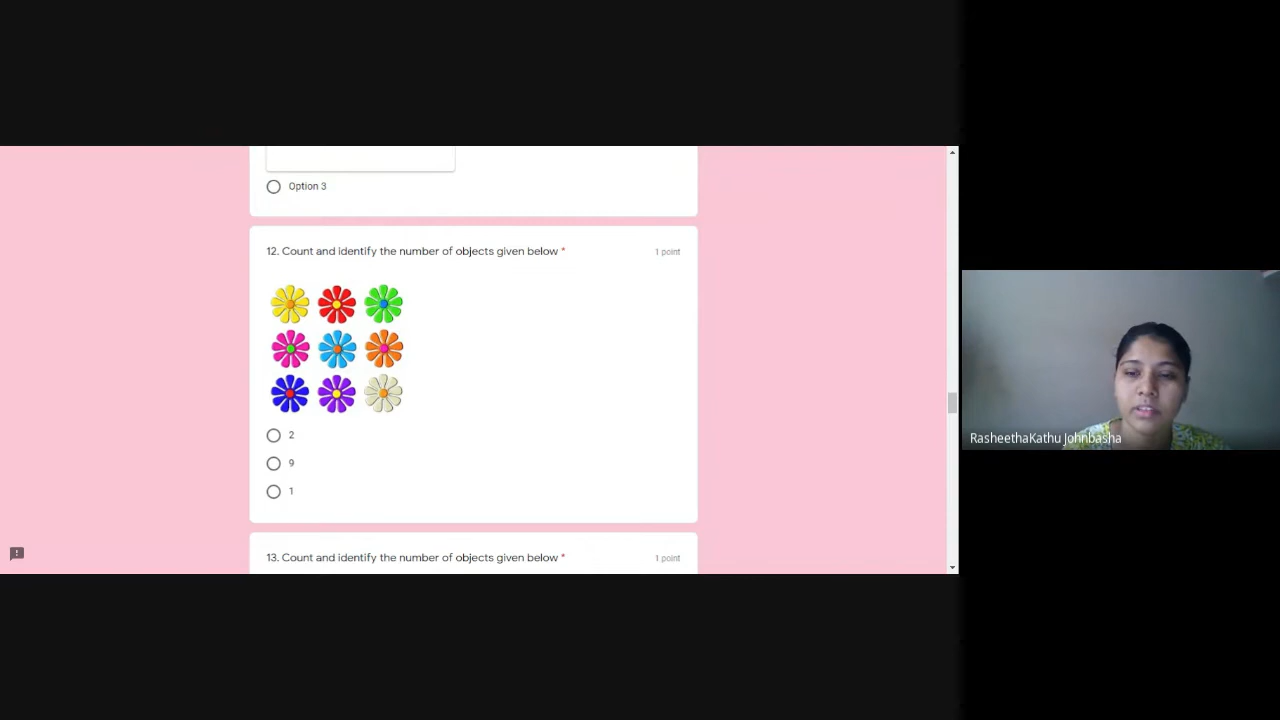 Option 3
12. Count and identify the number of objects given below *
1 point
2
9
1
13. Count and identify the number of objects given below *
1 point
RasheethaKathu Johnbasha